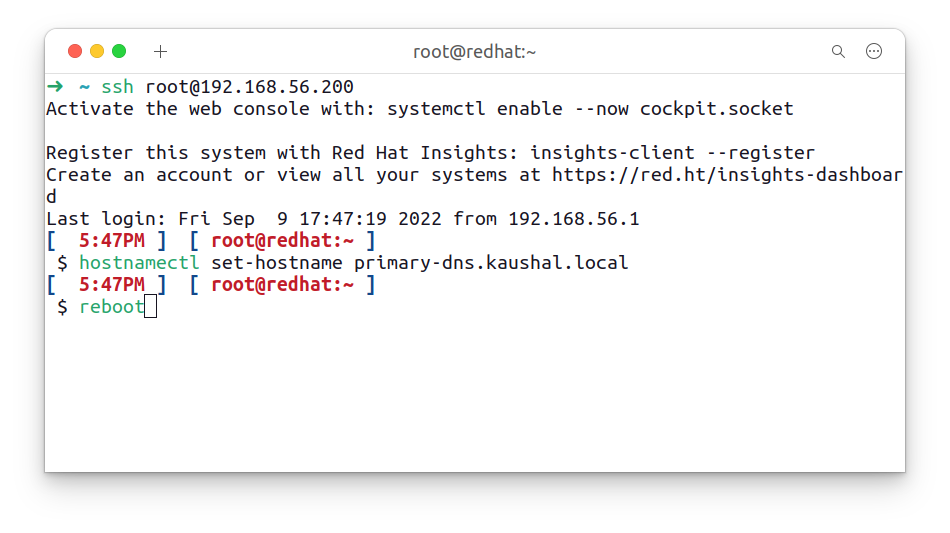 root@redhat:~
➜  ~ ssh root@192.168.56.200
Activate the web console with: systemctl enable --now cockpit.socket

Register this system with Red Hat Insights: insights-client --register
Create an account or view all your systems at https://red.ht/insights-dashboar
d
Last login: Fri Sep  9 17:47:19 2022 from 192.168.56.1
[  5:47PM ]  [ root@redhat:~ ]
 $ hostnamectl set-hostname primary-dns.kaushal.local
[  5:47PM ]  [ root@redhat:~ ]
 $ reboot